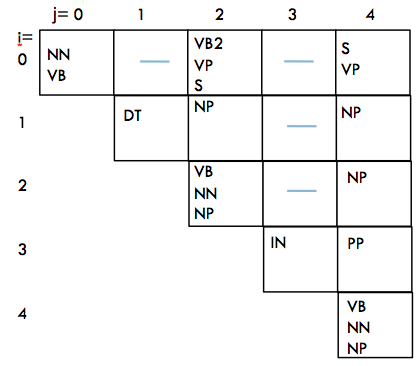 j= 0 1 2 3 4
i=
0
NN
VB
VB2
VP
S
S
VP
1
DT
NP
NP
2
VB
NN
NP
NP
3
IN
PP
4
VB
NN
NP